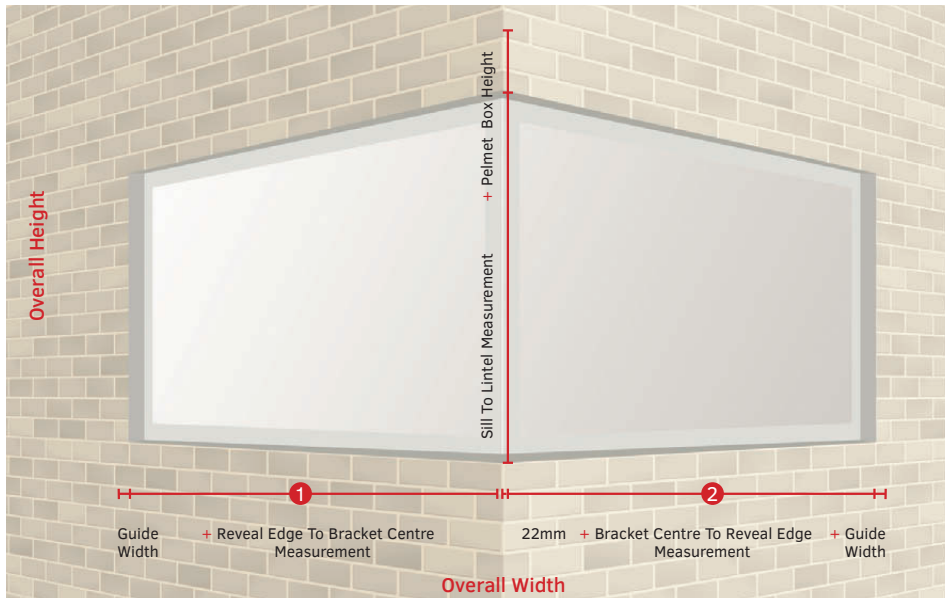 Overall Height
Sill To Lintel Measurement + Pelmet Box Height
1
2
Guide
Width
+ Reveal Edge To Bracket Centre
Measurement
22mm + Bracket Centre To Reveal Edge
Measurement
+ Guide
Width
Overall Width